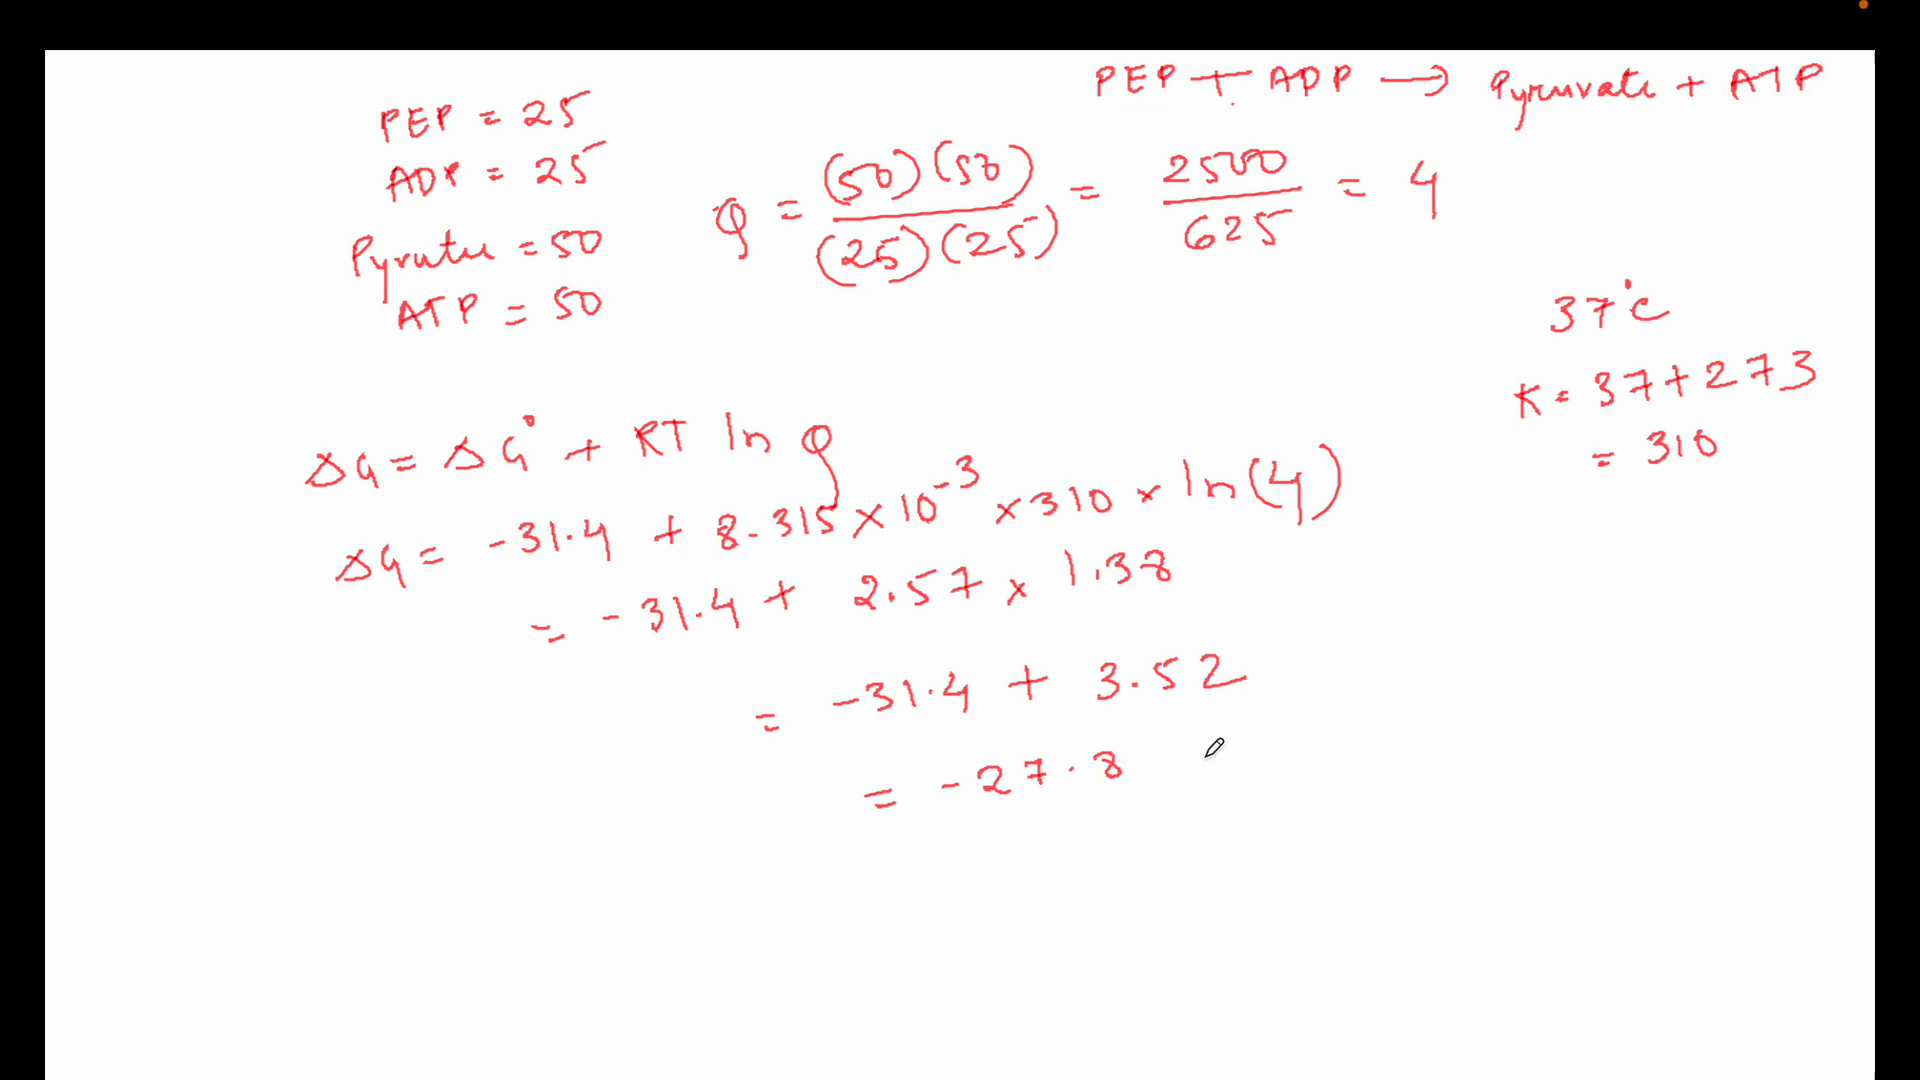 PEP + ADP → Pyruvate + ATP
PEP = 25
ADP = 25
= 50
ATP = 50
Q = (50)(50) / (25)(25) = 2500 / 625 = 4
37°C
K = 37 + 273
= 310
ΔG = ΔG° + RT ln Q
ΔG = -31.4 + 8.315 × 10⁻³ × 310 × ln(4)
= -31.4 + 2.57 × 1.38
= -31.4 + 3.52
= -27.8